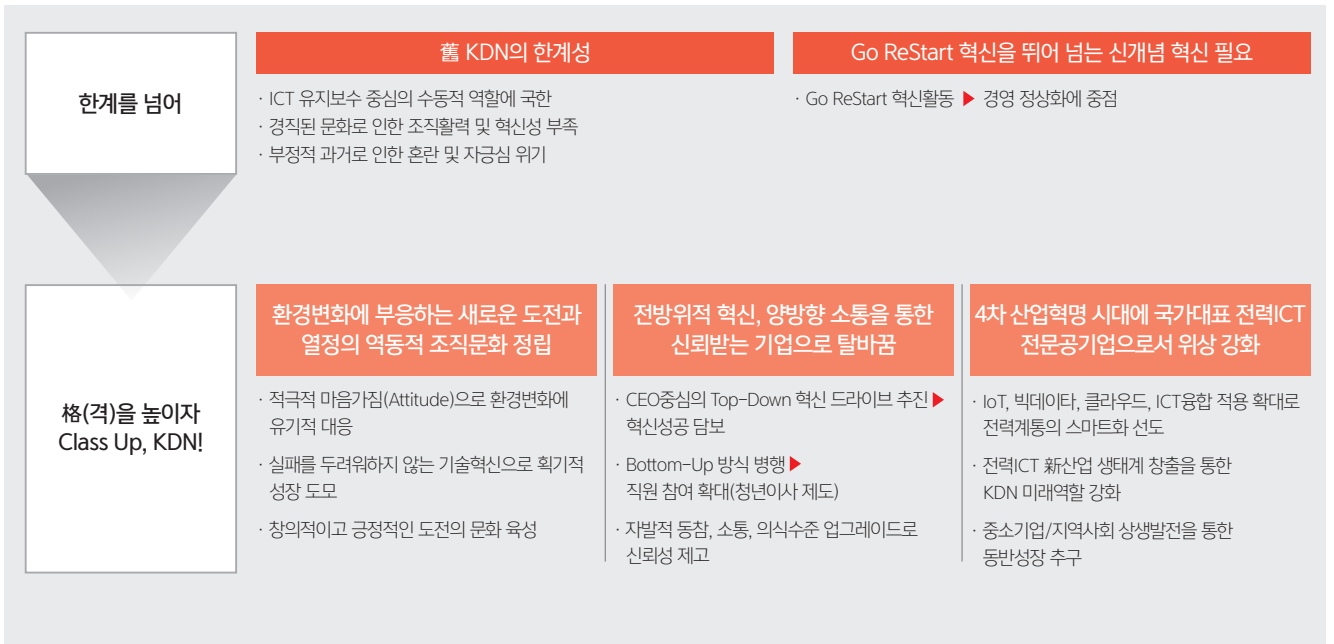 한계를 넘어
舊 KDN의 한계성
· ICT 유지보수 중심의 수동적 역할에 국한
· 경직된 문화로 인한 조직활력 및 혁신성 부족
· 부정적 과거로 인한 혼란 및 자긍심 위기
Go ReStart 혁신을 뛰어 넘는 신개념 혁신 필요
· Go ReStart 혁신활동 ▶ 경영 정상화에 중점
格(격)을 높이자
Class Up, KDN!
환경변화에 부응하는 새로운 도전과
열정의 역동적 조직문화 정립
· 적극적 마음가짐(Attitude)으로 환경변화에
유기적 대응
· 실패를 두려워하지 않는 기술혁신으로 획기적
성장 도모
· 창의적이고 긍정적인 도전의 문화 육성
전방위적 혁신, 양방향 소통을 통한
신뢰받는 기업으로 탈바꿈
· CEO중심의 Top-Down 혁신 드라이브 추진 ▶
혁신성공 담보
· Bottom-Up 방식 병행 ▶
직원 참여 확대(청년이사 제도)
· 자발적 동참, 소통, 의식수준 업그레이드로
신뢰성 제고
4차 산업혁명 시대에 국가대표 전력ICT
전문공기업으로서 위상 강화
· IoT, 빅데이타, 클라우드, ICT융합 적용 확대로
전력계통의 스마트화 선도
· 전력ICT 新산업 생태계 창출을 통한
KDN 미래역할 강화
· 중소기업/지역사회 상생발전을 통한
동반성장 추구